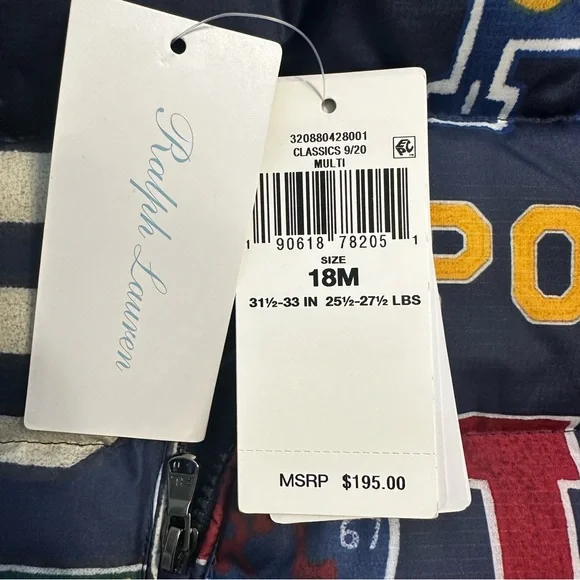 Ralph Lauren
320880428001
CLASSICS 9/20
MULTI
1 90618 78205 1
SIZE
18M
31½-33 IN 25½-27½ LBS
MSRP $195.00
PO
67